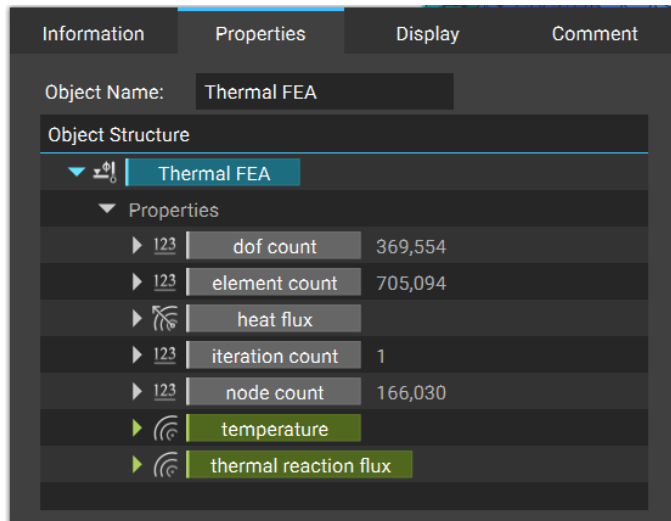 Information Properties Display Comment
Object Name: Thermal FEA
Object Structure
Thermal FEA
Properties
123 dof count 369,554
123 element count 705,094
heat flux
123 iteration count 1
123 node count 166,030
temperature
thermal reaction flux